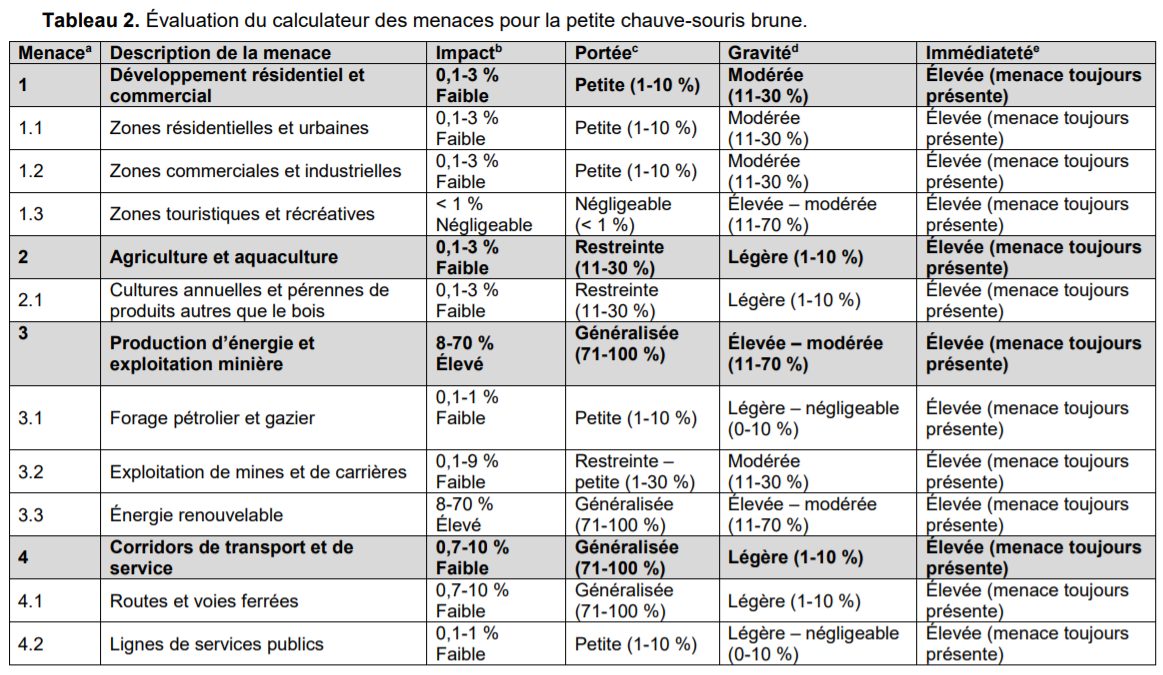 Tableau 2. Évaluation du calculateur des menaces pour la petite chauve-souris brune.
Menaceᵃ Description de la menace Impactᵇ Portéeᶜ Gravitéᵈ Immédiatetéᵉ
1 Développement résidentiel et commercial 0,1-3 % Faible Petite (1-10 %) Modérée (11-30 %) Élevée (menace toujours présente)
1.1 Zones résidentielles et urbaines 0,1-3 % Faible Petite (1-10 %) Modérée (11-30 %) Élevée (menace toujours présente)
1.2 Zones commerciales et industrielles 0,1-3 % Faible Petite (1-10 %) Modérée (11-30 %) Élevée (menace toujours présente)
1.3 Zones touristiques et récréatives < 1 % Négligeable Négligeable (< 1 %) Élevée – modérée (11-70 %) Élevée (menace toujours présente)
2 Agriculture et aquaculture 0,1-3 % Faible Restreinte (11-30 %) Légère (1-10 %) Élevée (menace toujours présente)
2.1 Cultures annuelles et pérennes de produits autres que le bois 0,1-3 % Faible Restreinte (11-30 %) Légère (1-10 %) Élevée (menace toujours présente)
3 Production d’énergie et exploitation minière 8-70 % Élevé Généralisée (71-100 %) Élevée – modérée (11-70 %) Élevée (menace toujours présente)
3.1 Forage pétrolier et gazier 0,1-1 % Faible Petite (1-10 %) Légère – négligeable (0-10 %) Élevée (menace toujours présente)
3.2 Exploitation de mines et de carrières 0,1-9 % Faible Restreinte – petite (1-30 %) Modérée (11-30 %) Élevée (menace toujours présente)
3.3 Énergie renouvelable 8-70 % Élevé Généralisée (71-100 %) Élevée – modérée (11-70 %) Élevée (menace toujours présente)
4 Corridors de transport et de service 0,7-10 % Faible Généralisée (71-100 %) Légère (1-10 %) Élevée (menace toujours présente)
4.1 Routes et voies ferrées 0,7-10 % Faible Généralisée (71-100 %) Légère (1-10 %) Élevée (menace toujours présente)
4.2 Lignes de services publics 0,1-1 % Faible Petite (1-10 %) Légère – négligeable (0-10 %) Élevée (menace toujours présente)